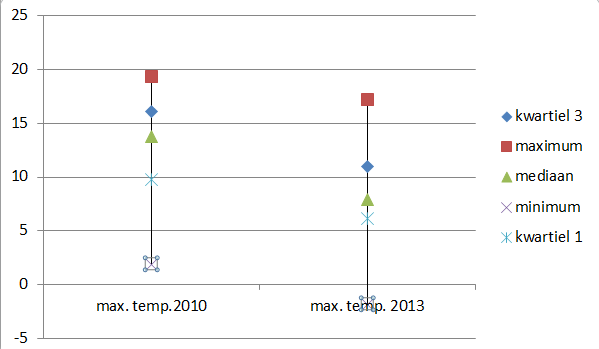 25
20
15
10
5
0
-5
max. temp.2010
max. temp. 2013
kwartiel 3
maximum
mediaan
minimum
kwartiel 1